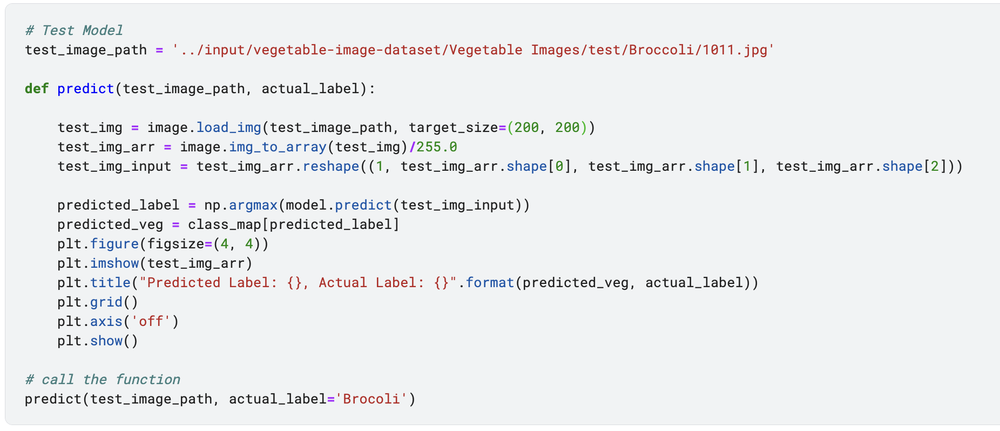 # Test Model
test_image_path = '../input/vegetable-image-dataset/Vegetable Images/test/Broccoli/1011.jpg'
def predict(test_image_path, actual_label):
    test_img = image.load_img(test_image_path, target_size=(200, 200))
    test_img_arr = image.img_to_array(test_img)/255.0
    test_img_input = test_img_arr.reshape((1, test_img_arr.shape[0], test_img_arr.shape[1], test_img_arr.shape[2]))
    predicted_label = np.argmax(model.predict(test_img_input))
    predicted_veg = class_map[predicted_label]
    plt.figure(figsize=(4, 4))
    plt.imshow(test_img_arr)
    plt.title("Predicted Label: {}, Actual Label: {}".format(predicted_veg, actual_label))
    plt.grid()
    plt.axis('off')
    plt.show()
# call the function
predict(test_image_path, actual_label='Brocoli')